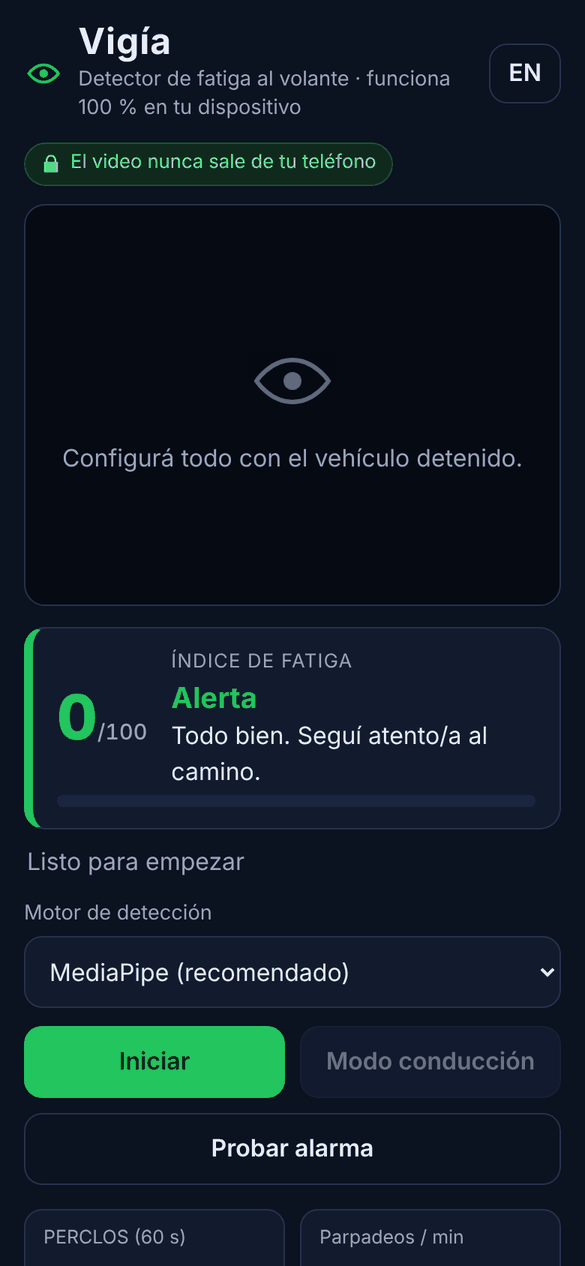 Vigía
Detector de fatiga al volante · funciona
100 % en tu dispositivo
EN
El video nunca sale de tu teléfono
Configurá todo con el vehículo detenido.
ÍNDICE DE FATIGA
0/100
Alerta
Todo bien. Seguí atento/a al
camino.
Listo para empezar
Motor de detección
MediaPipe (recomendado)
Iniciar
Modo conducción
Probar alarma
PERCLOS (60 s)
Parpadeos / min